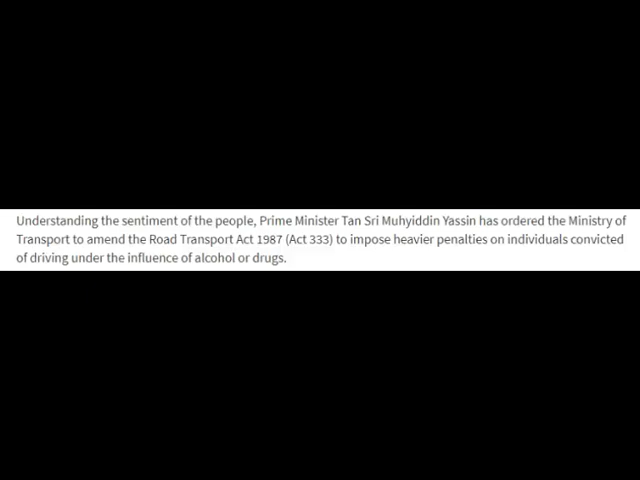 Understanding the sentiment of the people, Prime Minister Tan Sri Muhyiddin Yassin has ordered the Ministry of
Transport to amend the Road Transport Act 1987 (Act 333) to impose heavier penalties on individuals convicted
of driving under the influence of alcohol or drugs.